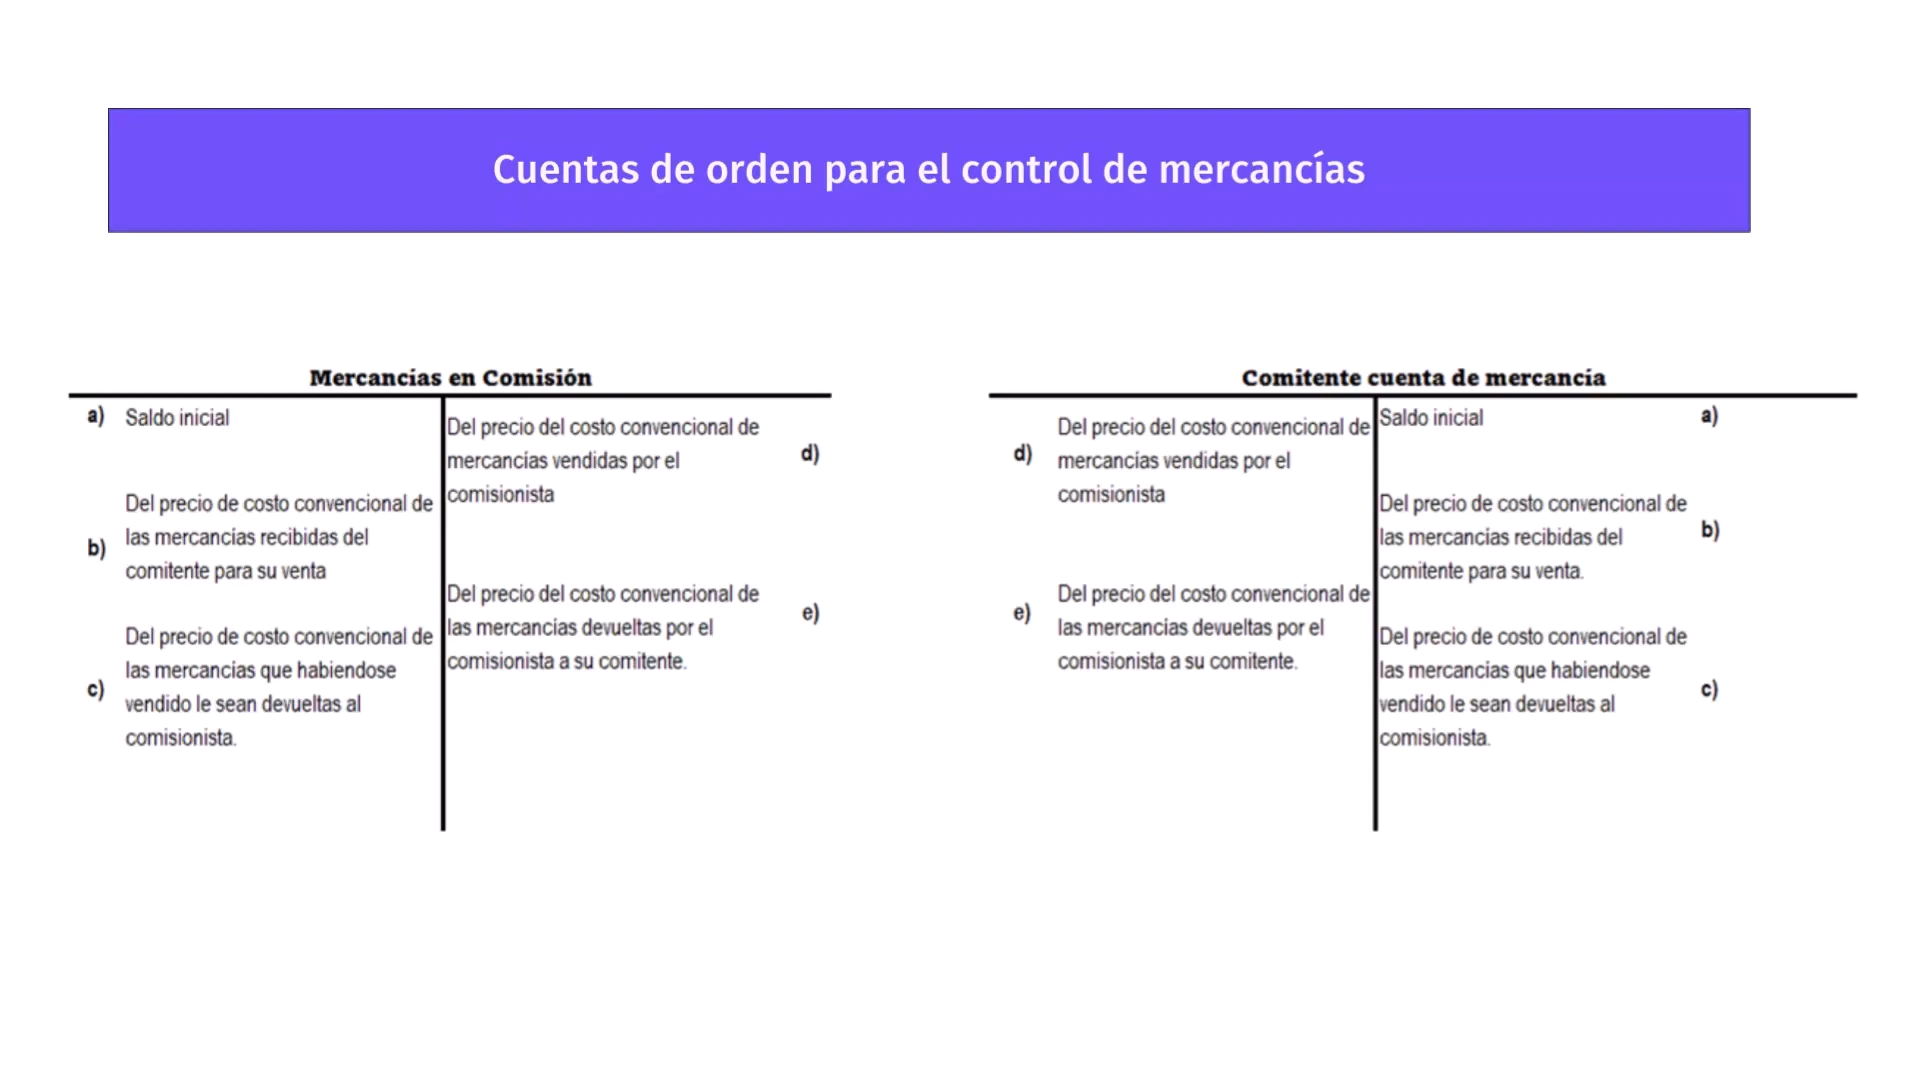 Cuentas de orden para el control de mercancías
Mercancías en Comisión
a) Saldo inicial
b) Del precio de costo convencional de
las mercancías recibidas del
comitente para su venta
c) Del precio de costo convencional de
las mercancías que habiendose
vendido le sean devueltas al
comisionista.
Del precio del costo convencional de
mercancías vendidas por el
comisionista
d)
Del precio del costo convencional de
las mercancías devueltas por el
comisionista a su comitente.
e)
Comitente cuenta de mercancía
d) Del precio del costo convencional de
mercancías vendidas por el
comisionista
e) Del precio del costo convencional de
las mercancías devueltas por el
comisionista a su comitente.
Saldo inicial a)
Del precio de costo convencional de
las mercancías recibidas del
comitente para su venta.
b)
Del precio de costo convencional de
las mercancías que habiendose
vendido le sean devueltas al
comisionista.
c)